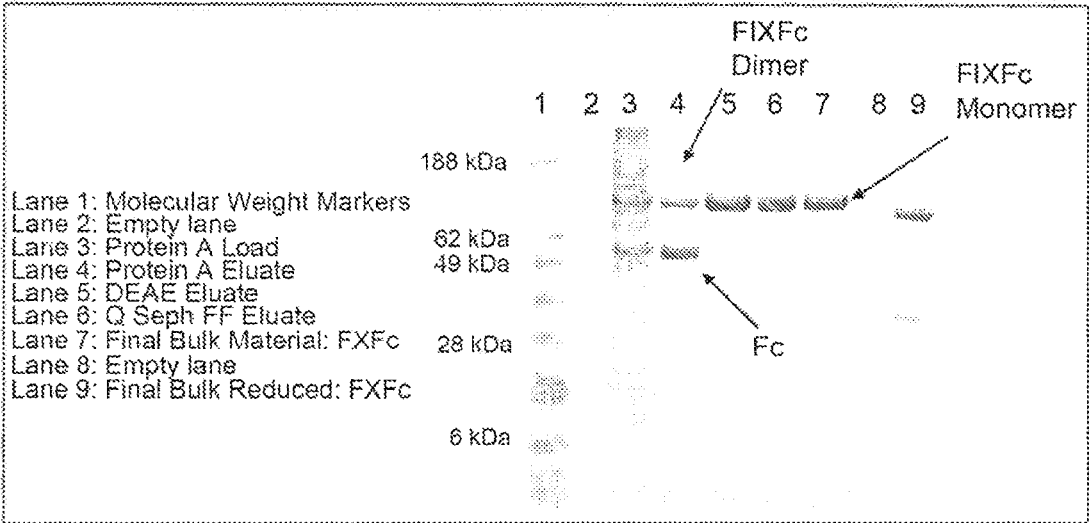 FIXFc
Dimer
FIXFc
Monomer
1 2 3 4 5 6 7 8 9
188 kDa
Lane 1: Molecular Weight Markers
Lane 2: Empty lane
62 kDa
Lane 3: Protein A Load
49 kDa
Lane 4: Protein A Eluate
Lane 5: DEAE Eluate
Lane 6: Q Seph FF Eluate
Lane 7: Final Bulk Material: FXFc
28 kDa
Fc
Lane 8: Empty lane
Lane 9: Final Bulk Reduced: FXFc
6 kDa